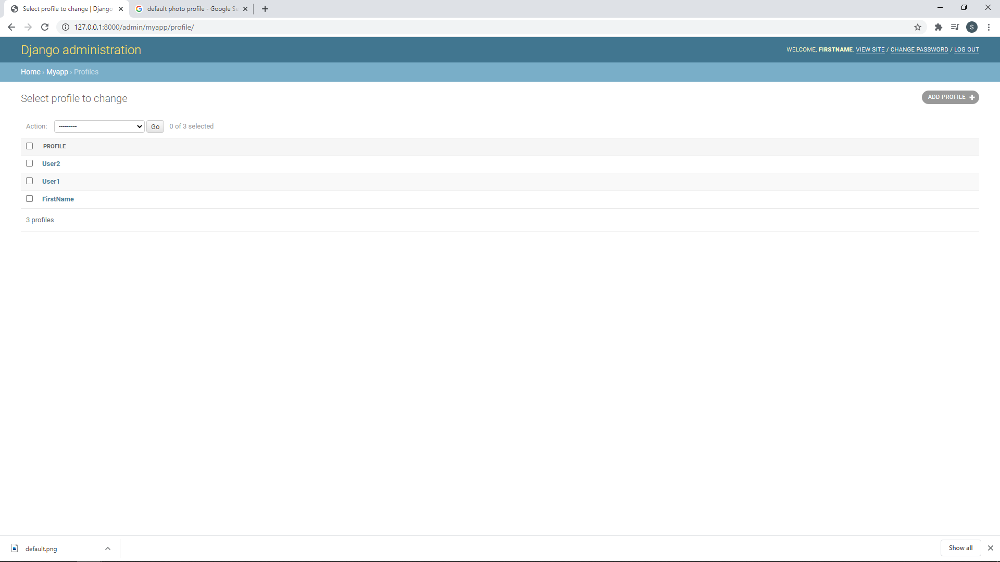 Select profile to change | Django
default photo profile - Google Se
127.0.0.1:8000/admin/myapp/profile/
S
Django administration
WELCOME, FIRSTNAME. VIEW SITE / CHANGE PASSWORD / LOG OUT
Home › Myapp › Profiles
Select profile to change
ADD PROFILE +
Action: --------- Go 0 of 3 selected
PROFILE
User2
User1
FirstName
3 profiles
default.png
Show all